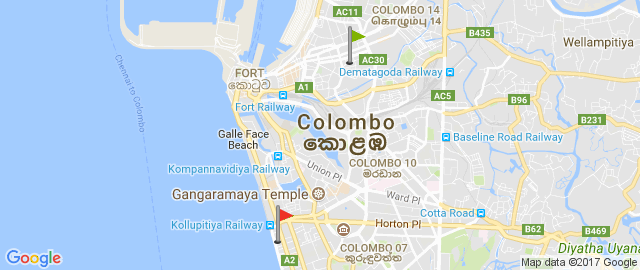 AC11
COLOMBO 14
கொழும்பு 14
B435
Wellampitiya
AC30
Dematagoda Railway
FORT
කොටුව
A1
AC5
B96
Fort Railway
Chennai to Colombo
Colombo
කොළඹ
B231
Galle Face
Beach
Baseline Road Railway
Kompannavidiya Railway
Union Pl
COLOMBO 10
මරදාන
Gangaramaya Temple
Ward Pl
Cotta Road
Kollupitiya Railway
Horton Pl
B62
B469
COLOMBO 07
කුරුඳුවත්ත
A2
Diyatha Uyana
Google
Map data ©2017 Google